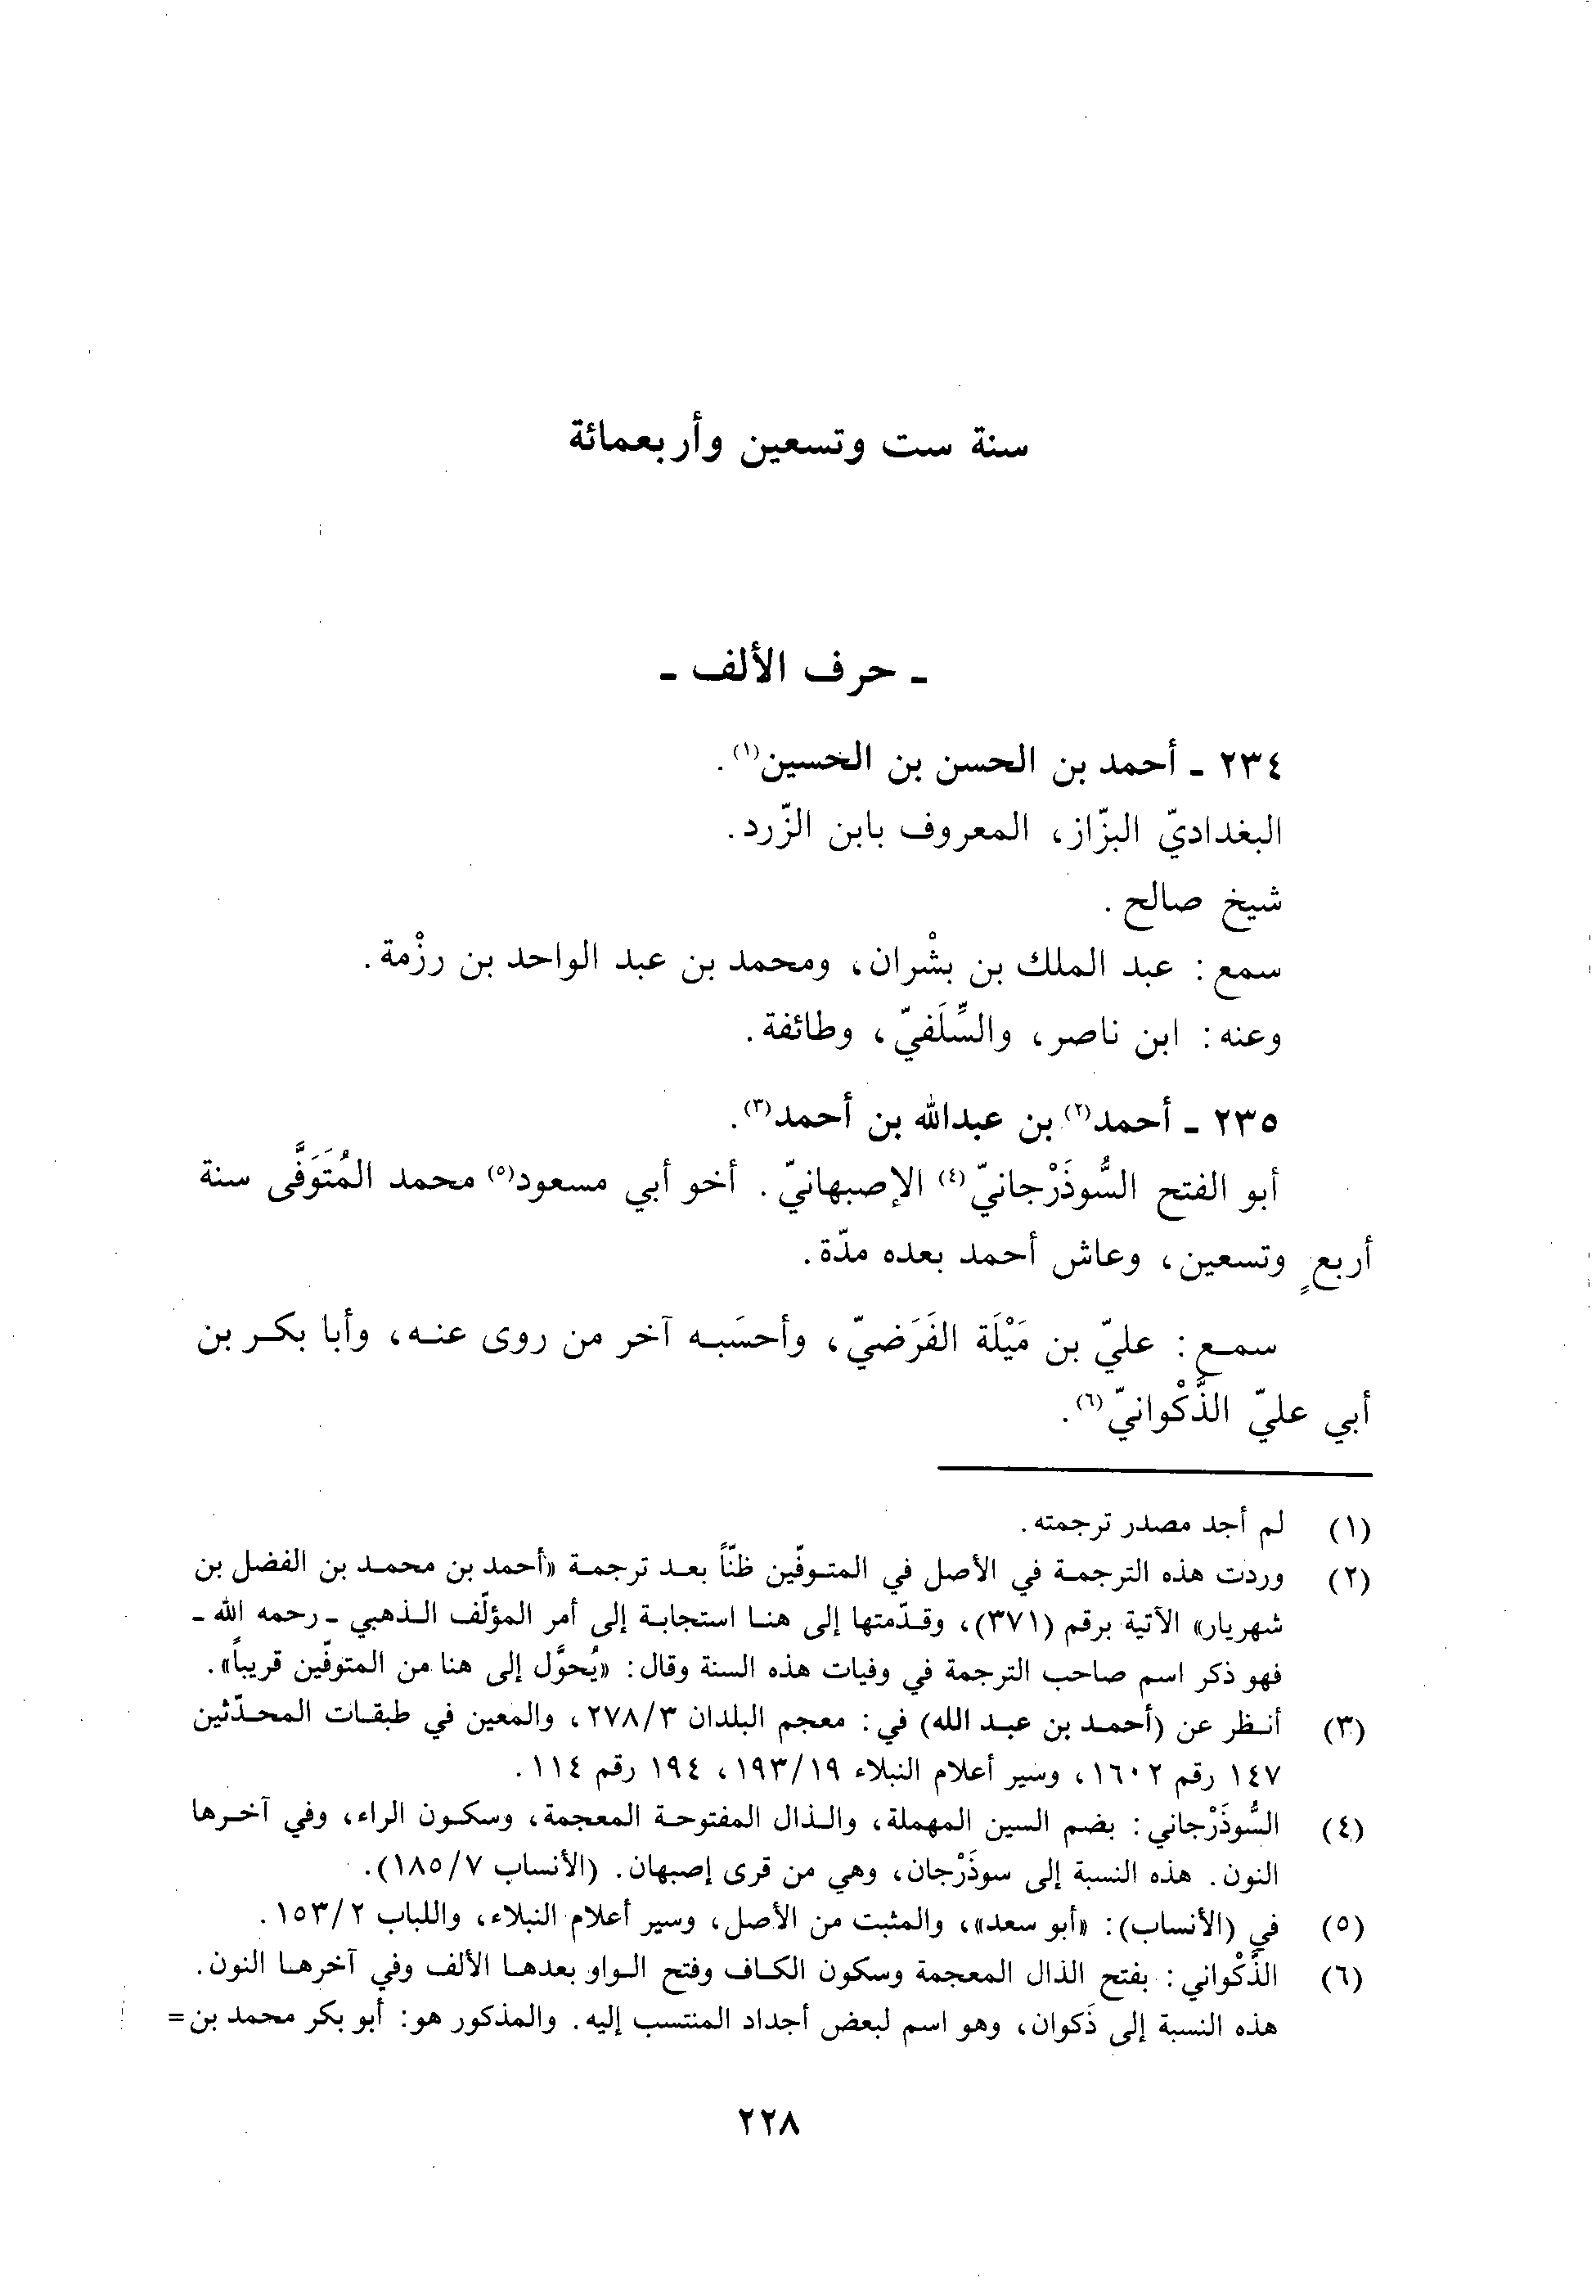 سنة ست وتسعين وأربعمائة
ـ حرف الألف ـ
٢٣٤ ـ أحمد بن الحسن بن الحسين(١).
البغداديّ البزّاز، المعروف بابن الزّرد.
شيخ صالح.
سمع: عبد الملك بن بشْران، ومحمد بن عبد الواحد بن رزْمة.
وعنه: ابن ناصر، والسِّلَفيّ، وطائفة.
٢٣٥ ـ أحمد(٢) بن عبدالله بن أحمد(٣).
أبو الفتح السُّوذَرْجانيّ(٤) الإصبهانيّ. أخو أبي مسعود(٥) محمد المُتَوَفَّى سنة
أربعٍ وتسعين، وعاش أحمد بعده مدّة.
سمع: عليّ بن مَيْلَة الفَرَضيّ، وأحسَبه آخر من روى عنه، وأبا بكر بن
أبي عليّ الذَّكْوانيّ(٦).
(١) لم أجد مصدر ترجمته.
(٢) وردت هذه الترجمة في الأصل في المتوفّين ظنّاً بعد ترجمة «أحمد بن محمد بن الفضل بن
شهريار» الآتية برقم (٣٧١)، وقدّمتها إلى هنا استجابة إلى أمر المؤلّف الذهبي ـ رحمه الله ـ
فهو ذكر اسم صاحب الترجمة في وفيات هذه السنة وقال: «يُحوَّل إلى هنا من المتوفّين قريباً».
(٣) أنظر عن (أحمد بن عبد الله) في: معجم البلدان ٢٧٨/٣، والمعين في طبقات المحدّثين
١٤٧ رقم ١٦٠٢، وسير أعلام النبلاء ١٩٣/١٩، ١٩٤ رقم ١١٤.
(٤) السُّوذَرْجاني: بضم السين المهملة، والذال المفتوحة المعجمة، وسكون الراء، وفي آخرها
النون. هذه النسبة إلى سوذَرْجان، وهي من قرى إصبهان. (الأنساب ١٨٥/٧).
(٥) في (الأنساب): «أبو سعد»، والمثبت من الأصل، وسير أعلام النبلاء، واللباب ١٥٣/٢.
(٦) الذَّكْواني: بفتح الذال المعجمة وسكون الكاف وفتح الواو بعدها الألف وفي آخرها النون.
هذه النسبة إلى ذَكوان، وهو اسم لبعض أجداد المنتسب إليه. والمذكور هو: أبو بكر محمد بن=
٢٢٨